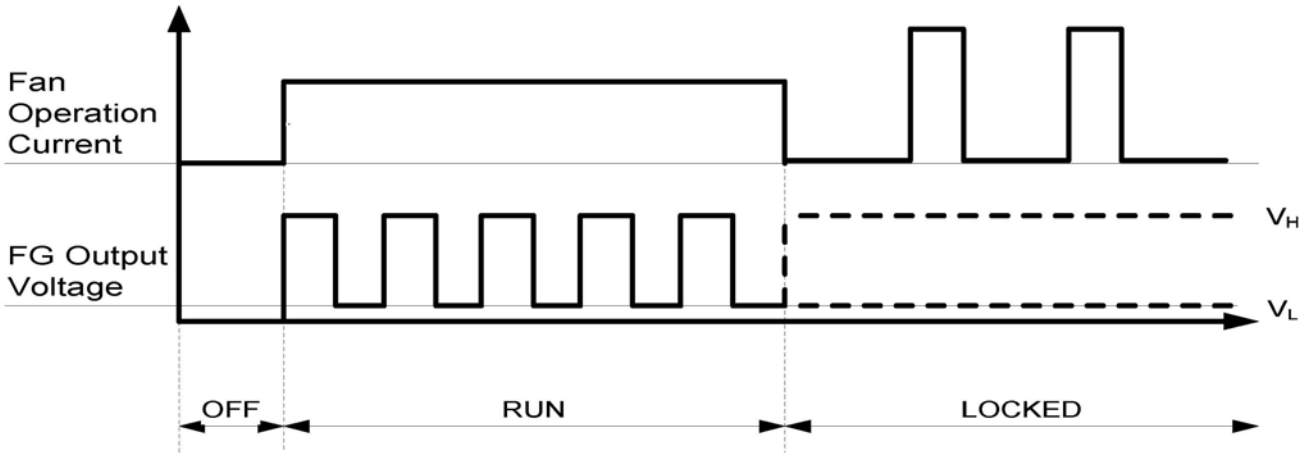 Fan
Operation
Current
V_H
FG Output
Voltage
V_L
OFF
RUN
LOCKED